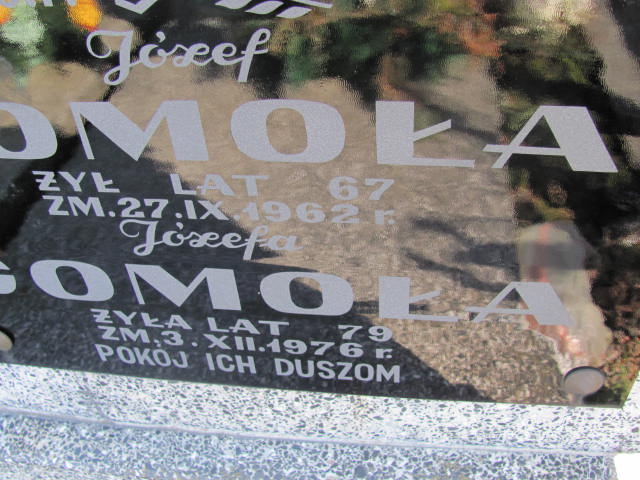 Józef
OMOŁA
ŻYŁ LAT 67
ZM. 27. IX. 1962 r.
Józefa
GOMOŁA
ŻYŁA LAT 79
ZM. 3. XII. 1976 r.
POKÓJ ICH DUSZOM